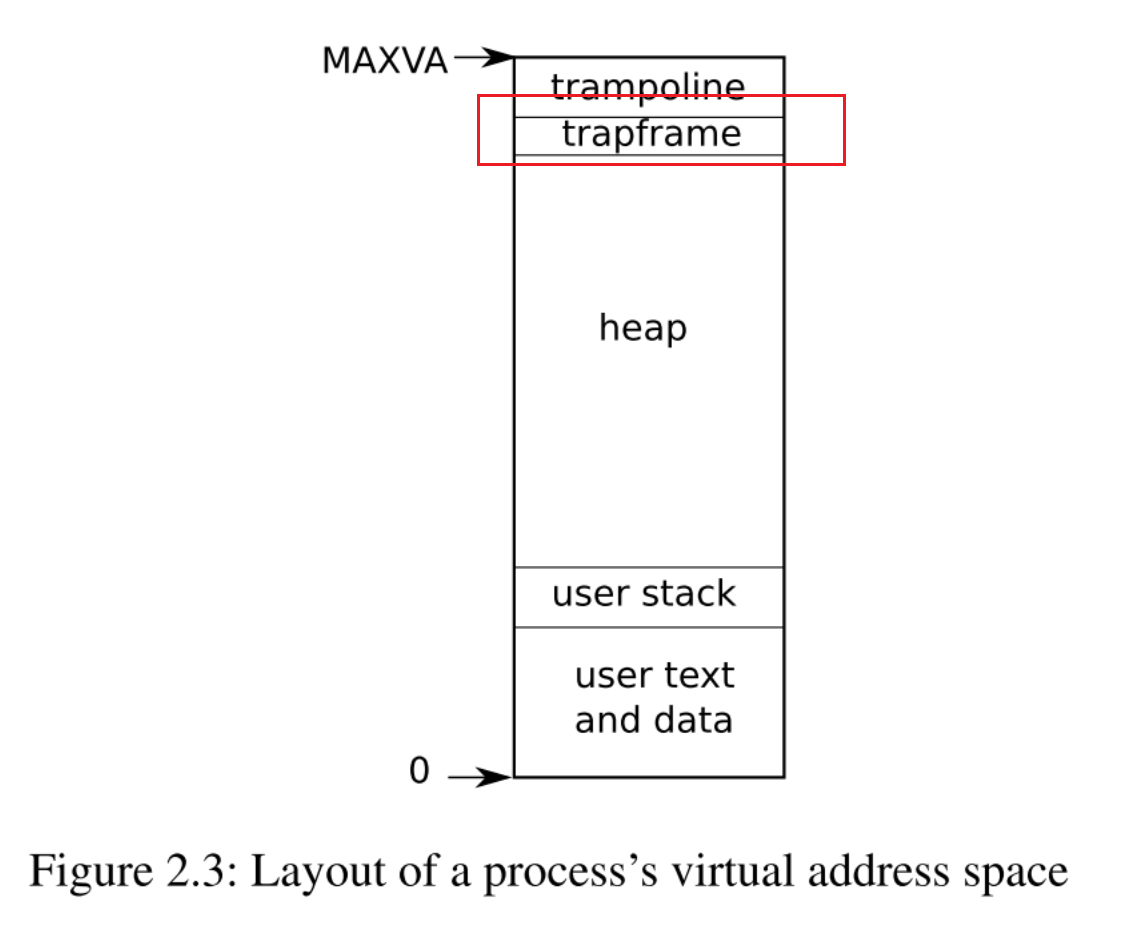 MAXVA
trampoline
trapframe
heap
user stack
user text
and data
0
Figure 2.3: Layout of a process’s virtual address space